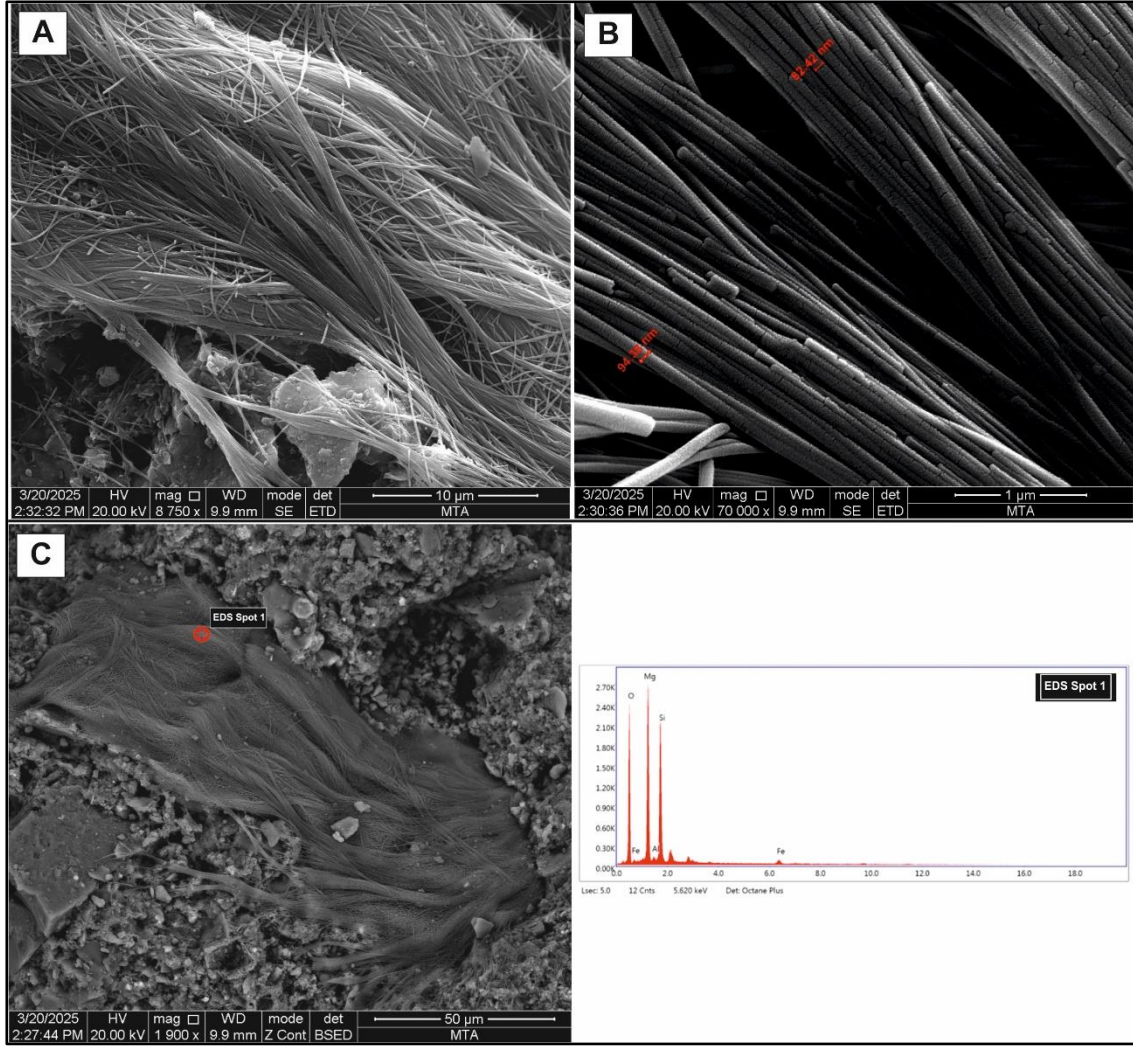 A
3/20/2025 HV mag □ WD mode det 10 µm
2:32:32 PM 20.00 kV 8 750 x 9.9 mm SE ETD MTA
B
82.42 nm
94.38 nm
3/20/2025 HV mag □ WD mode det 1 µm
2:30:36 PM 20.00 kV 70 000 x 9.9 mm SE ETD MTA
C
EDS Spot 1
3/20/2025 HV mag □ WD mode det 50 µm
2:27:44 PM 20.00 kV 1 900 x 9.9 mm Z Cont BSED MTA
EDS Spot 1
Mg
O
Si
Fe
Al
Fe
2.70K
2.40K
2.10K
1.80K
1.50K
1.20K
0.90K
0.60K
0.30K
0.00K
0.0 2.0 4.0 6.0 8.0 10.0 12.0 14.0 16.0 18.0
Lsec: 5.0 12 Cnts 5.620 keV Det: Octane Plus